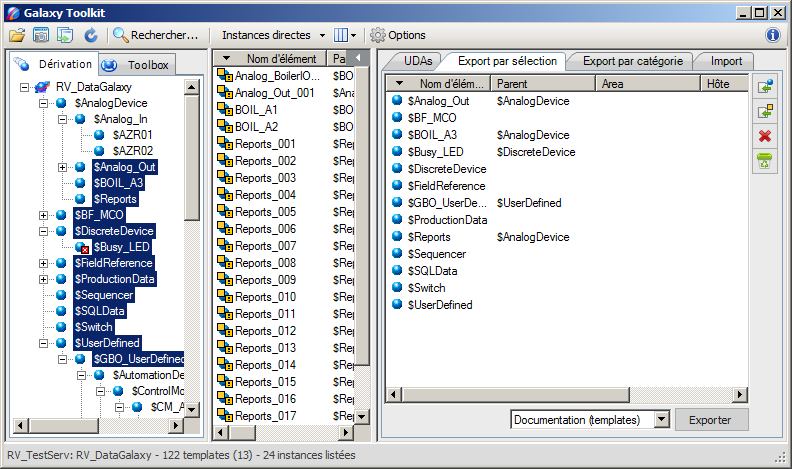 Galaxy Toolkit
Rechercher...
Instances directes
Options
Dérivation
Toolbox
RV_DataGalaxy
$AnalogDevice
$Analog_In
$AZR01
$AZR02
$Analog_Out
$BOIL_A3
$Reports
$BF_MCO
$DiscreteDevice
$Busy_LED
$FieldReference
$ProductionData
$Sequencer
$SQLData
$Switch
$UserDefined
$GBO_UserDefined
$AutomationDe
$ControlMo
$CM_A
Nom d'élément Pa
Analog_BoilerIO... $BO
Analog_Out_001 $Ana
BOIL_A1 $BO
BOIL_A2 $BO
Reports_001 $Rep
Reports_002 $Rep
Reports_003 $Rep
Reports_004 $Rep
Reports_005 $Rep
Reports_006 $Rep
Reports_007 $Rep
Reports_008 $Rep
Reports_009 $Rep
Reports_010 $Rep
Reports_011 $Rep
Reports_012 $Rep
Reports_013 $Rep
Reports_014 $Rep
Reports_015 $Rep
Reports_016 $Rep
Reports_017 $Rep
UDAs
Export par sélection
Export par catégorie
Import
Nom d'élém... Parent Area Hôte
$Analog_Out $AnalogDevice
$BF_MCO
$BOIL_A3 $AnalogDevice
$Busy_LED $DiscreteDevice
$DiscreteDevice
$FieldReference
$GBO_UserDe... $UserDefined
$ProductionData
$Reports $AnalogDevice
$Sequencer
$SQLData
$Switch
$UserDefined
Documentation (templates)
Exporter
RV_TestServ: RV_DataGalaxy - 122 templates (13) - 24 instances listées